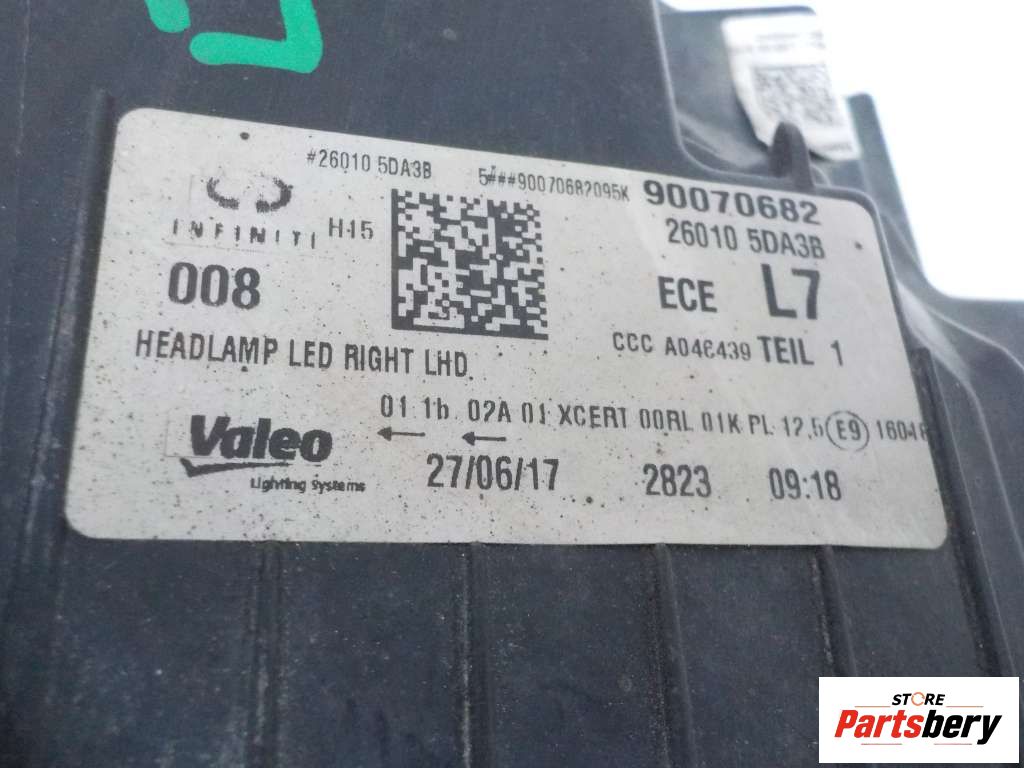 #26010 5DA3B 5###90070682095K 90070682
INFINITI H15 26010 5DA3B
008 ECE L7
HEADLAMP LED RIGHT LHD. CCC A046439 TEIL 1
01 1b 02A 01 XCERT 00RL 01K PL 12,5 E9
Valeo
Lighting Systems
27/06/17 2823 09:18
STORE
Partsbery